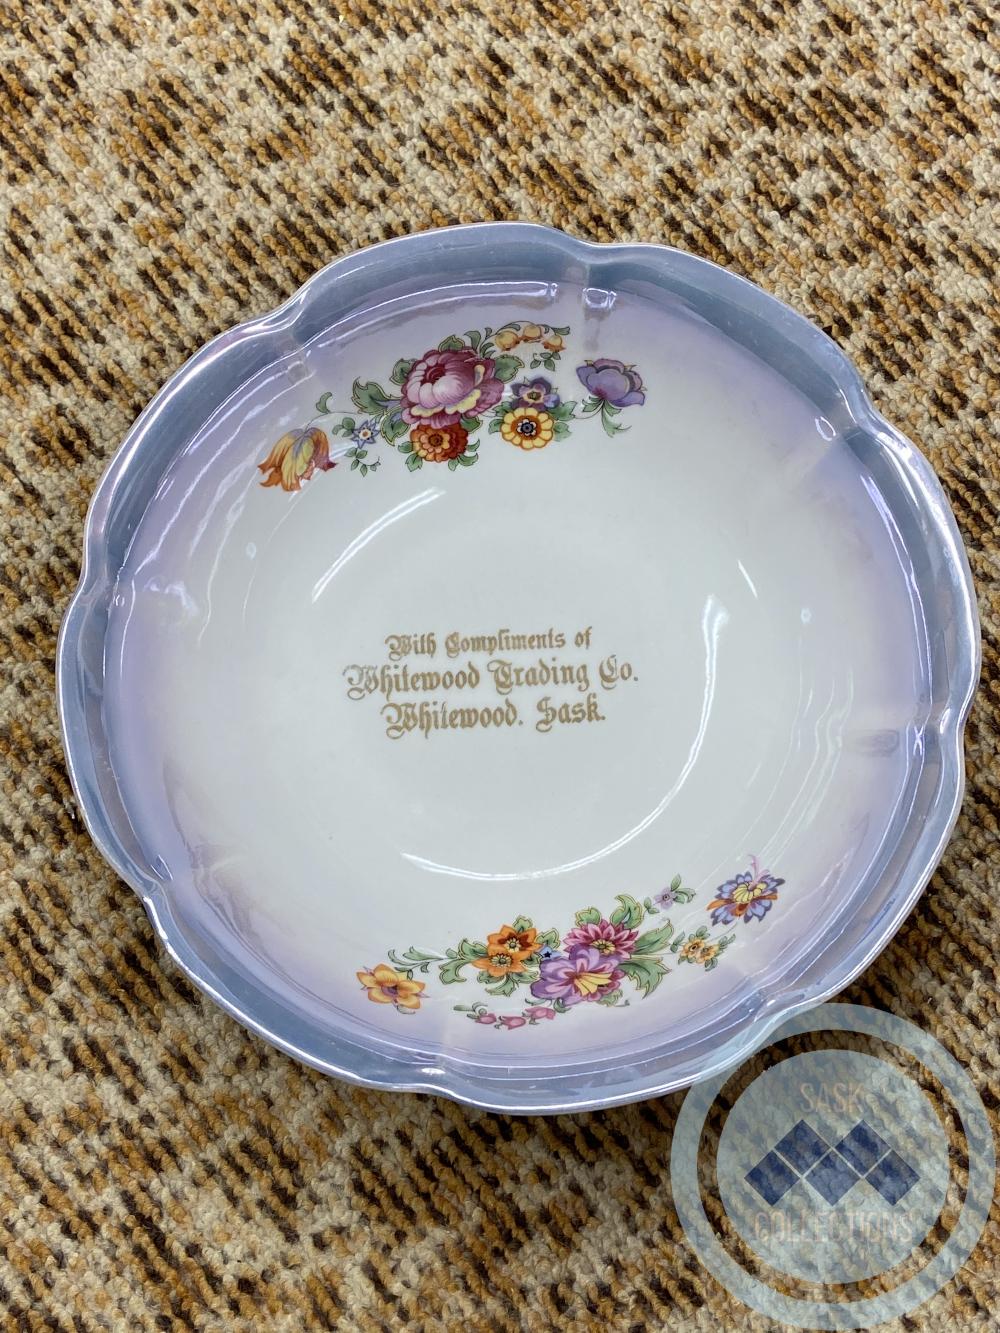 With Compliments of
Whitewood Trading Co.
Whitewood. Sask.
SASK
COLLECTIONS